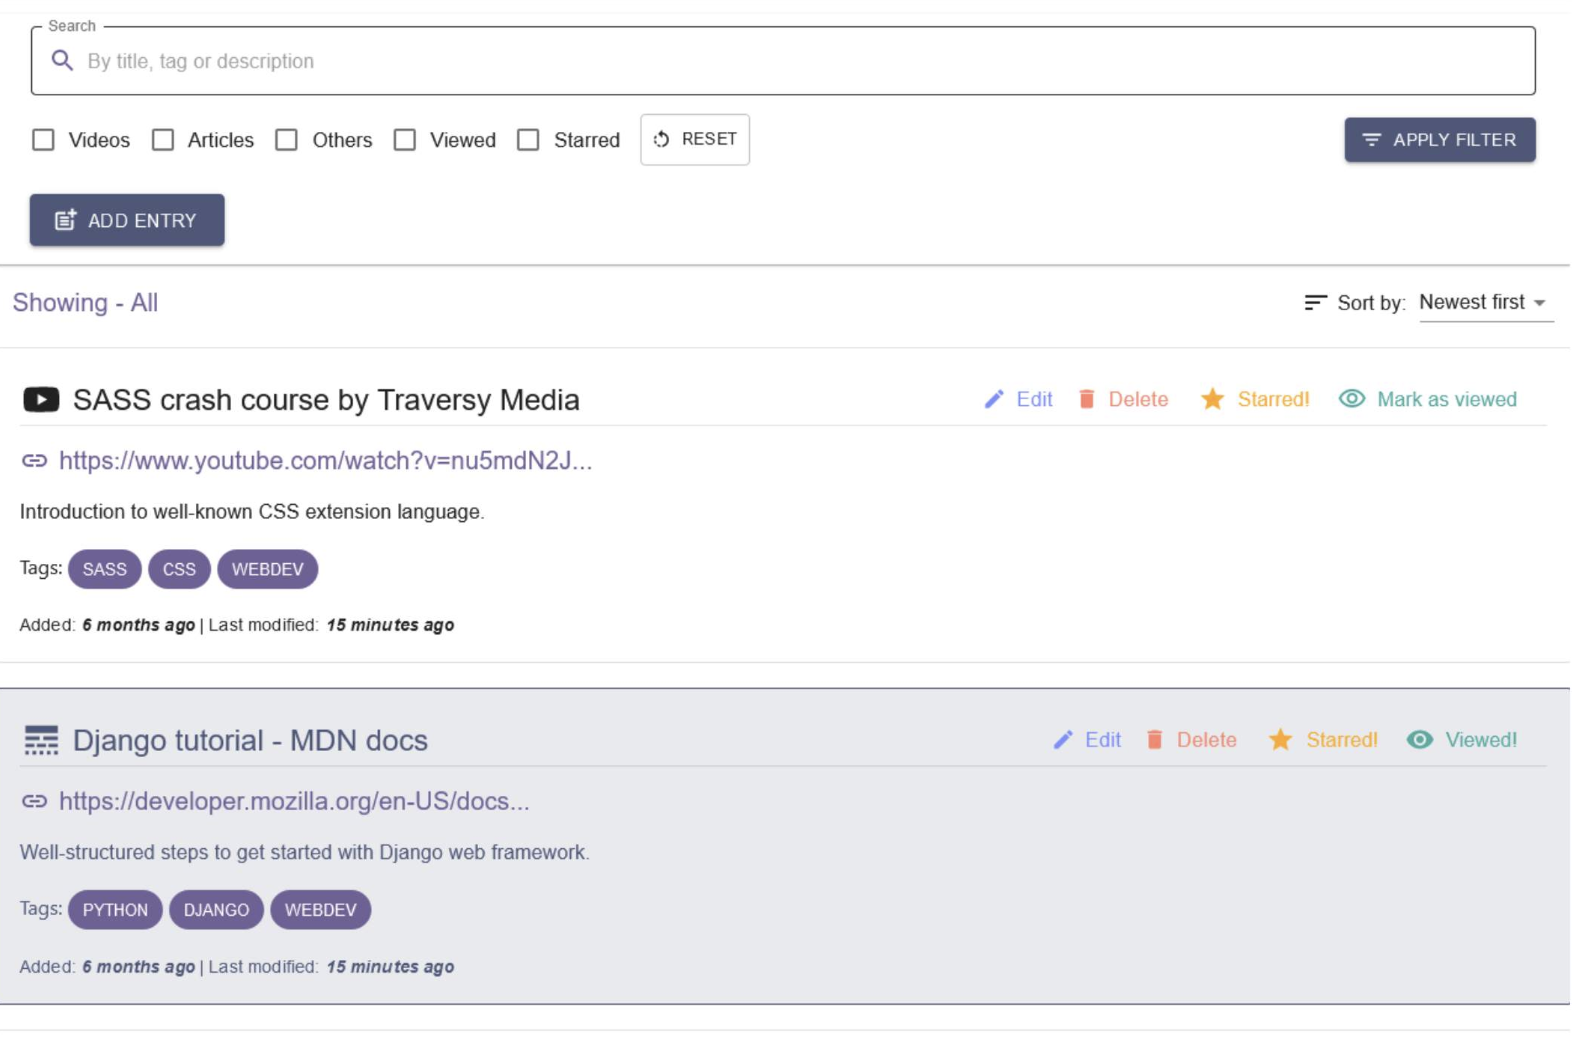 Search
By title, tag or description
Videos Articles Others Viewed Starred RESET APPLY FILTER
ADD ENTRY
Showing - All Sort by: Newest first
SASS crash course by Traversy Media Edit Delete Starred! Mark as viewed
https://www.youtube.com/watch?v=nu5mdN2J...
Introduction to well-known CSS extension language.
Tags: SASS CSS WEBDEV
Added: 6 months ago | Last modified: 15 minutes ago
Django tutorial - MDN docs Edit Delete Starred! Viewed!
https://developer.mozilla.org/en-US/docs...
Well-structured steps to get started with Django web framework.
Tags: PYTHON DJANGO WEBDEV
Added: 6 months ago | Last modified: 15 minutes ago